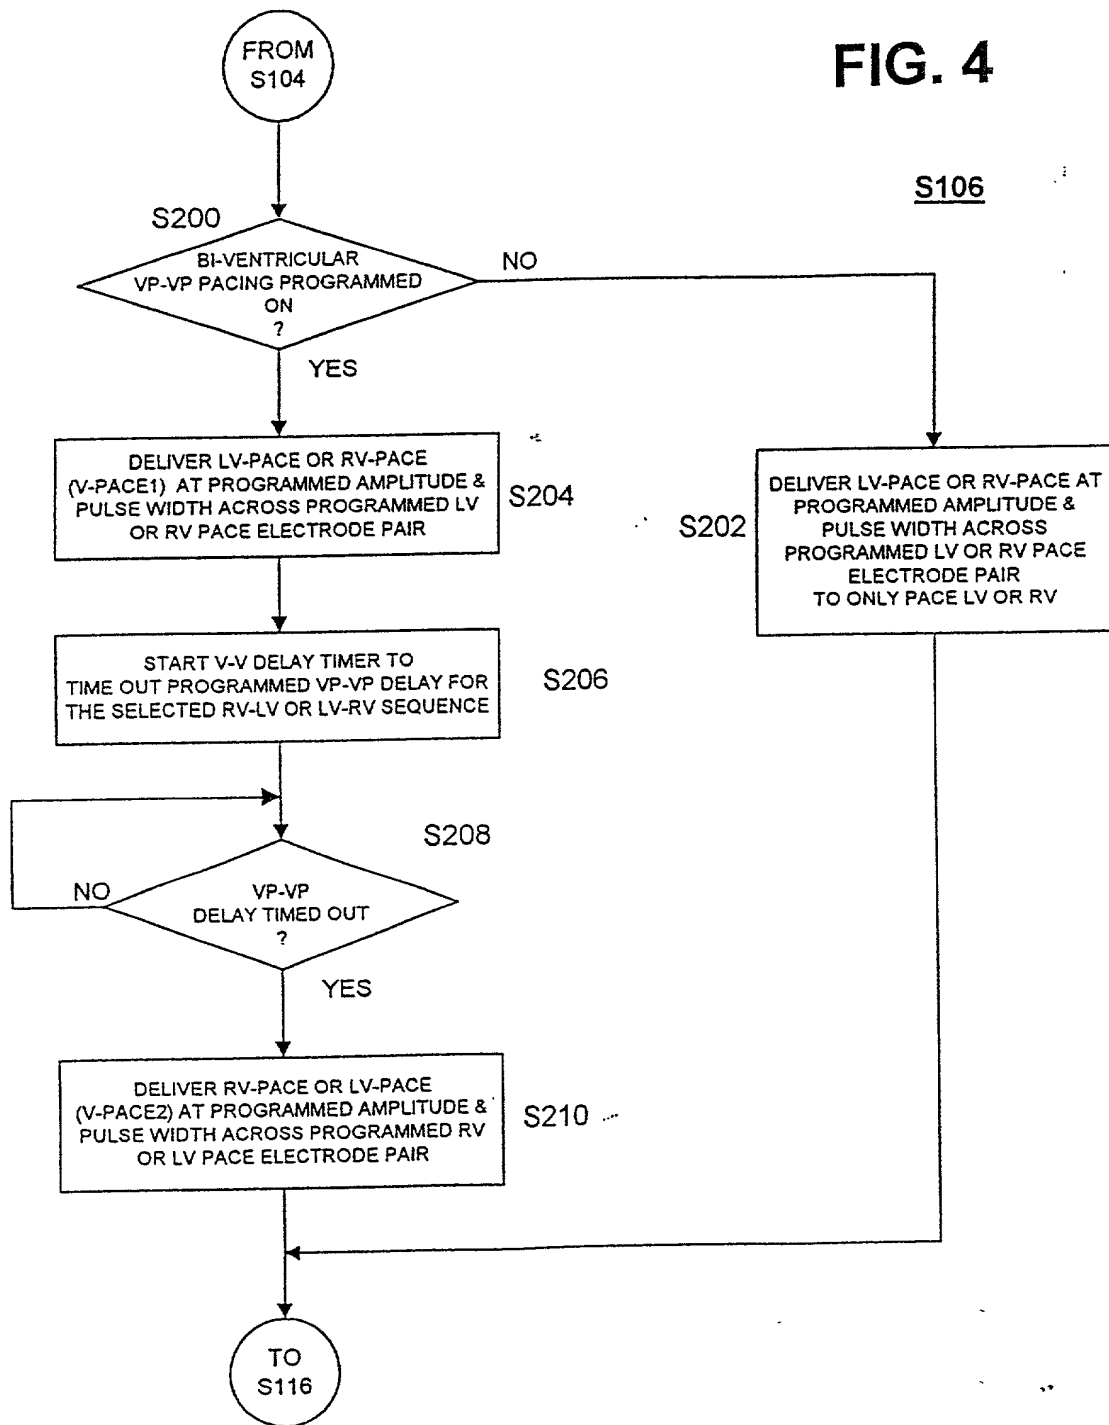 FROM
S104
FIG. 4
S106
S200
BI-VENTRICULAR
VP-VP PACING PROGRAMMED
ON
?
NO
YES
DELIVER LV-PACE OR RV-PACE
(V-PACE1) AT PROGRAMMED AMPLITUDE &
PULSE WIDTH ACROSS PROGRAMMED LV
OR RV PACE ELECTRODE PAIR
S204
S202
DELIVER LV-PACE OR RV-PACE AT
PROGRAMMED AMPLITUDE &
PULSE WIDTH ACROSS
PROGRAMMED LV OR RV PACE
ELECTRODE PAIR
TO ONLY PACE LV OR RV
START V-V DELAY TIMER TO
TIME OUT PROGRAMMED VP-VP DELAY FOR
THE SELECTED RV-LV OR LV-RV SEQUENCE
S206
S208
NO
VP-VP
DELAY TIMED OUT
?
YES
DELIVER RV-PACE OR LV-PACE
(V-PACE2) AT PROGRAMMED AMPLITUDE &
PULSE WIDTH ACROSS PROGRAMMED RV
OR LV PACE ELECTRODE PAIR
S210
TO
S116